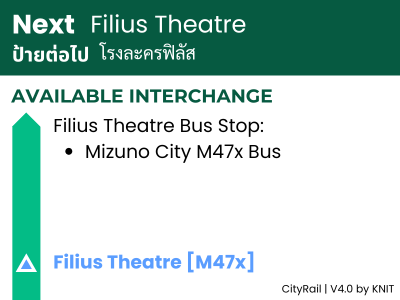 Next Filius Theatre
ป้ายต่อไป โรงละครฟิลัส
AVAILABLE INTERCHANGE
Filius Theatre Bus Stop:
• Mizuno City M47x Bus
Filius Theatre [M47x]
CityRail | V4.0 by KNIT